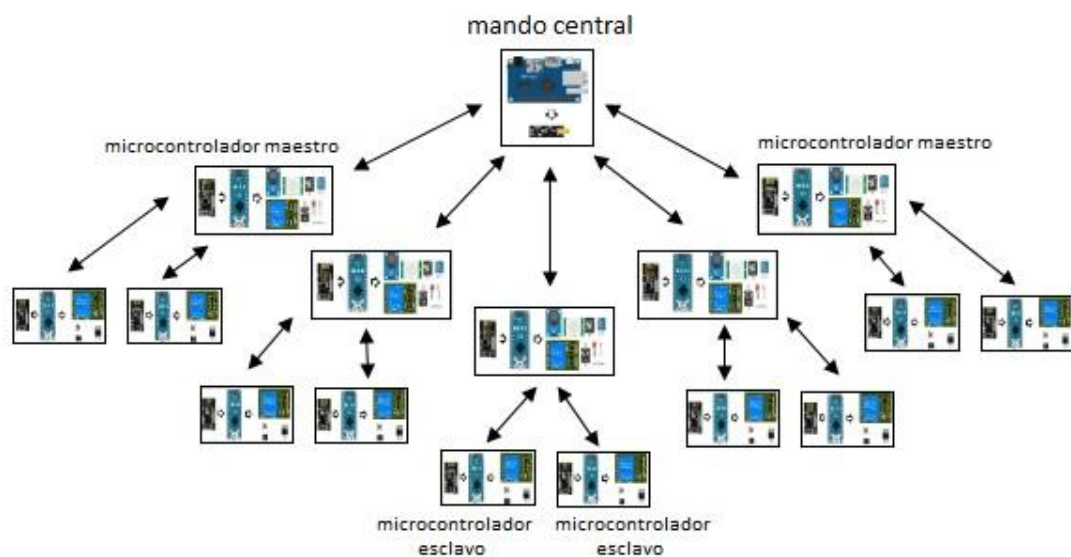 mando central
microcontrolador maestro
microcontrolador maestro
microcontrolador
esclavo
microcontrolador
esclavo